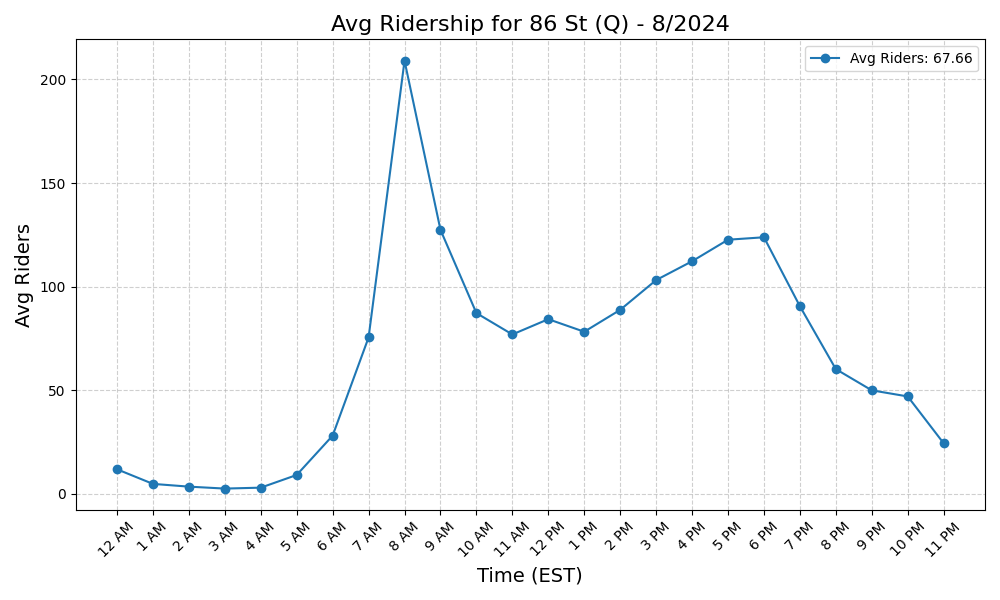 Avg Ridership for 86 St (Q) - 8/2024
Avg Riders: 67.66
Avg Riders
200
150
100
50
0
12 AM
1 AM
2 AM
3 AM
4 AM
5 AM
6 AM
7 AM
8 AM
9 AM
10 AM
11 AM
12 PM
1 PM
2 PM
3 PM
4 PM
5 PM
6 PM
7 PM
8 PM
9 PM
10 PM
11 PM
Time (EST)